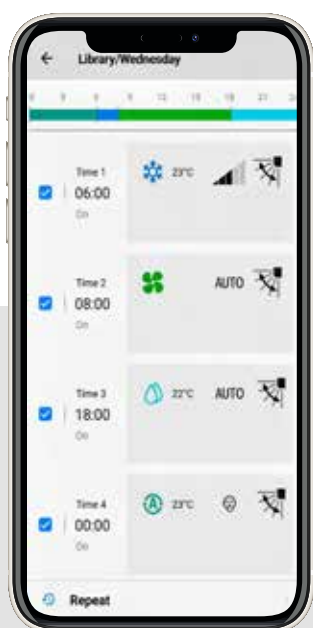 Library/Wednesday
Time 1
06:00
On
23°C
Time 2
08:00
On
AUTO
Time 3
18:00
On
22°C
AUTO
Time 4
00:00
On
A
23°C
Repeat